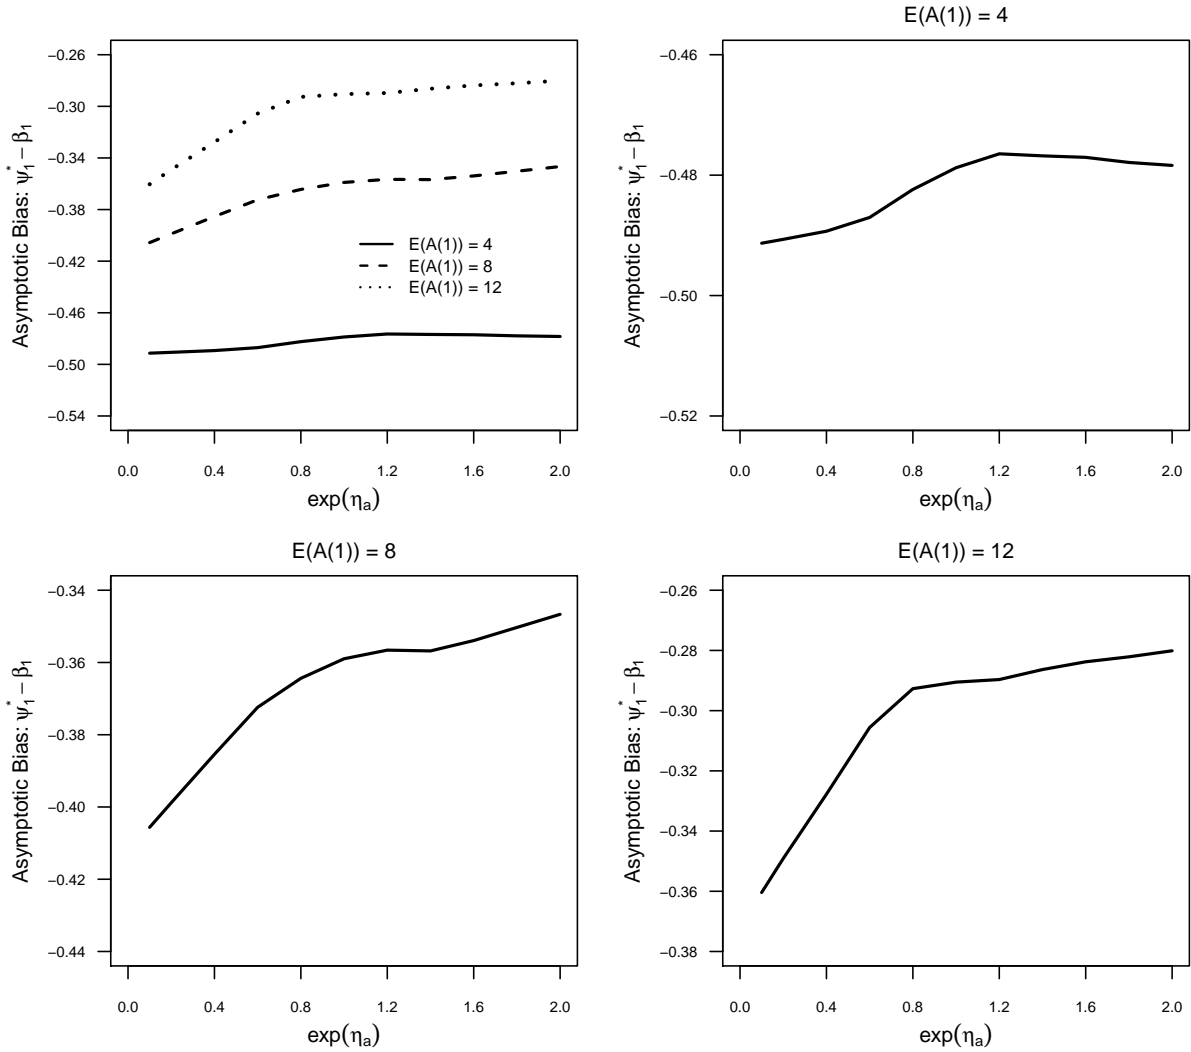 −0.26
−0.30
−0.34
−0.38
−0.42
−0.46
−0.50
−0.54
Asymptotic Bias: ψ₁* − β₁
E(A(1)) = 4
E(A(1)) = 8
E(A(1)) = 12
0.0 0.4 0.8 1.2 1.6 2.0
exp(ηₐ)
E(A(1)) = 4
−0.46
−0.48
−0.50
−0.52
Asymptotic Bias: ψ₁* − β₁
0.0 0.4 0.8 1.2 1.6 2.0
exp(ηₐ)
E(A(1)) = 8
−0.34
−0.36
−0.38
−0.40
−0.42
−0.44
Asymptotic Bias: ψ₁* − β₁
0.0 0.4 0.8 1.2 1.6 2.0
exp(ηₐ)
E(A(1)) = 12
−0.26
−0.28
−0.30
−0.32
−0.34
−0.36
−0.38
Asymptotic Bias: ψ₁* − β₁
0.0 0.4 0.8 1.2 1.6 2.0
exp(ηₐ)